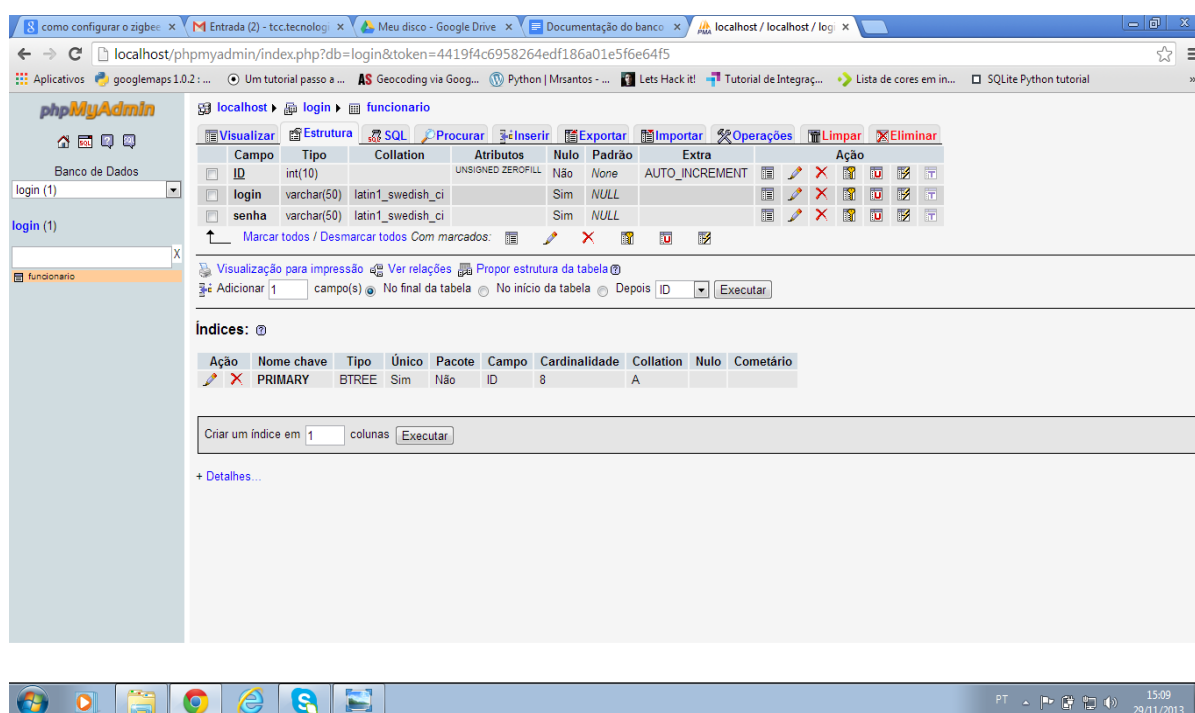 como configurar o zigbee
Entrada (2) - tcc.tecnologi
Meu disco - Google Drive
Documentação do banco
localhost / localhost / logi
localhost/phpmyadmin/index.php?db=login&token=4419f4c6958264edf186a01e5f6e64f5
Aplicativos googlemaps 1.0.2 : ... Um tutorial passo a ... AS Geocoding via Goog... Python | Mrsantos - ... Lets Hack it! Tutorial de Integraç... Lista de cores em in... SQLite Python tutorial »
phpMyAdmin
Banco de Dados
login (1)
login (1)
X
funcionario
localhost ▸ login ▸ funcionario
Visualizar Estrutura SQL Procurar Inserir Exportar Importar Operações Limpar Eliminar
Campo Tipo Collation Atributos Nulo Padrão Extra Ação
ID int(10) UNSIGNED ZEROFILL Não None AUTO_INCREMENT
login varchar(50) latin1_swedish_ci Sim NULL
senha varchar(50) latin1_swedish_ci Sim NULL
Marcar todos / Desmarcar todos Com marcados:
Visualização para impressão Ver relações Propor estrutura da tabela
Adicionar 1 campo(s) No final da tabela No início da tabela Depois ID Executar
Índices:
Ação Nome chave Tipo Único Pacote Campo Cardinalidade Collation Nulo Cometário
PRIMARY BTREE Sim Não ID 8 A
Criar um índice em 1 colunas Executar
+ Detalhes...
PT
15:09
29/11/2013